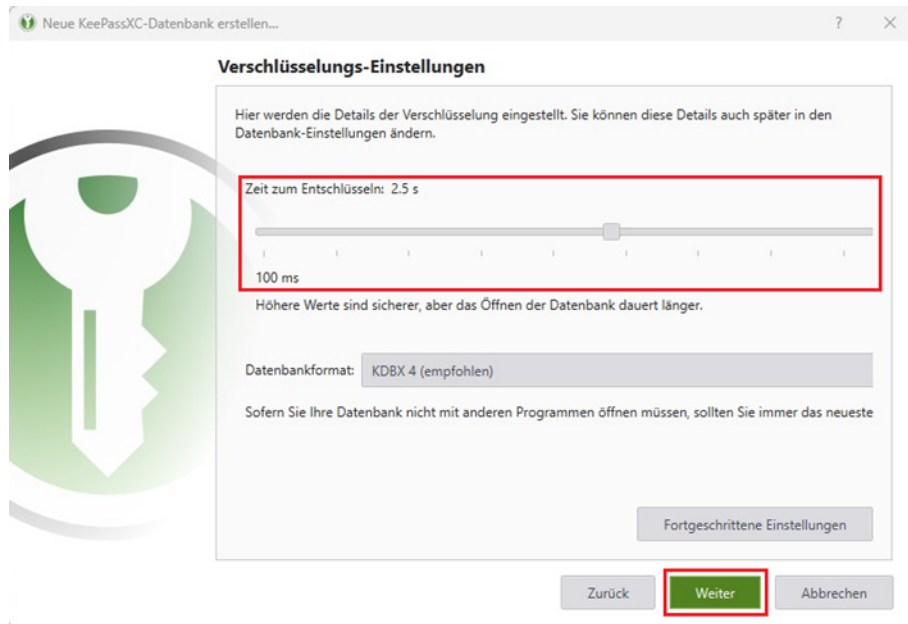 Neue KeePassXC-Datenbank erstellen...
?
Verschlüsselungs-Einstellungen
Hier werden die Details der Verschlüsselung eingestellt. Sie können diese Details auch später in den
Datenbank-Einstellungen ändern.
Zeit zum Entschlüsseln: 2.5 s
100 ms
Höhere Werte sind sicherer, aber das Öffnen der Datenbank dauert länger.
Datenbankformat: KDBX 4 (empfohlen)
Sofern Sie Ihre Datenbank nicht mit anderen Programmen öffnen müssen, sollten Sie immer das neueste
Fortgeschrittene Einstellungen
Zurück Weiter Abbrechen